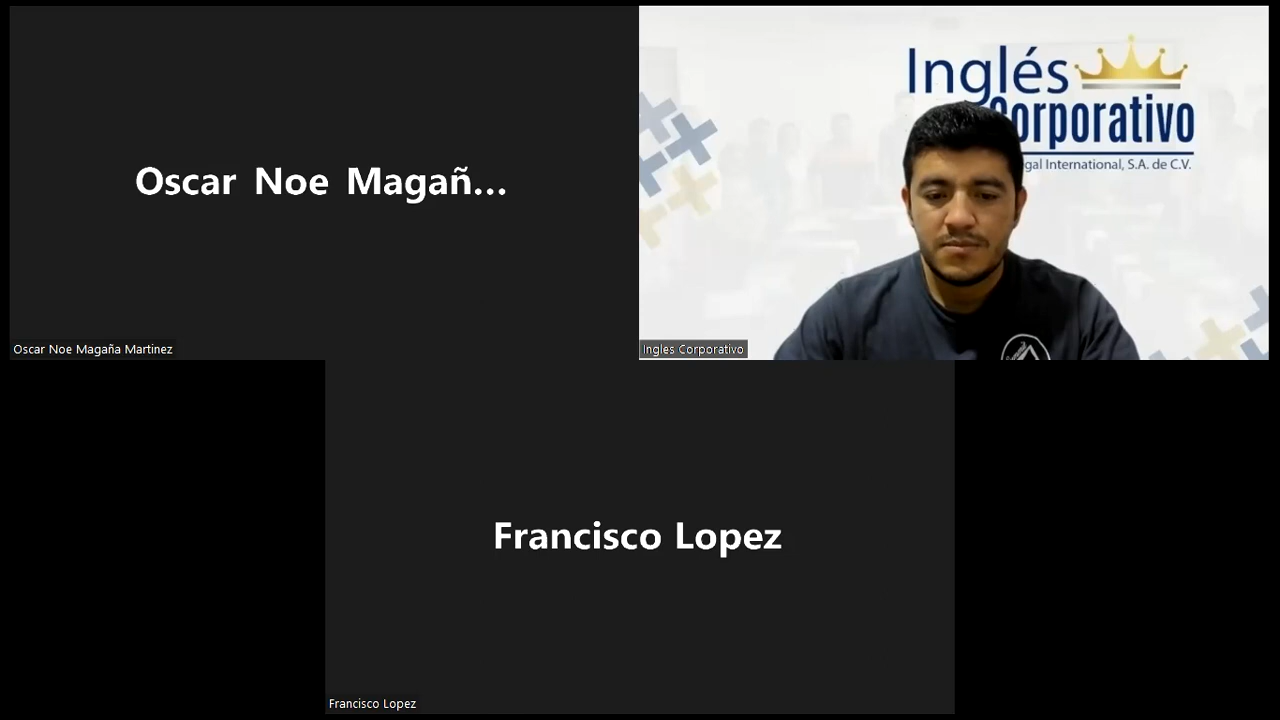 Oscar Noe Magañ...
Oscar Noe Magaña Martinez
Inglés
Corporativo
gal International, S.A. de C.V.
Ingles Corporativo
Francisco Lopez
Francisco Lopez